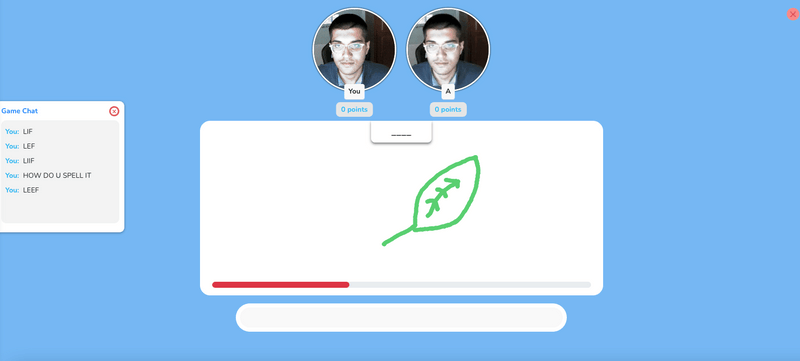 You
A
0 points
0 points
Game Chat
____
You: LIF
You: LEF
You: LIIF
You: HOW DO U SPELL IT
You: LEEF